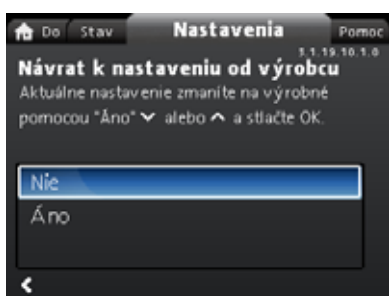 Do Stav Nastavenia Pomoc
3.1.19.10.1.0
Návrat k nastaveniu od výrobcu
Aktuálne nastavenie zmaníte na výrobné
pomocou "Áno" alebo a stlačte OK.
Nie
Áno